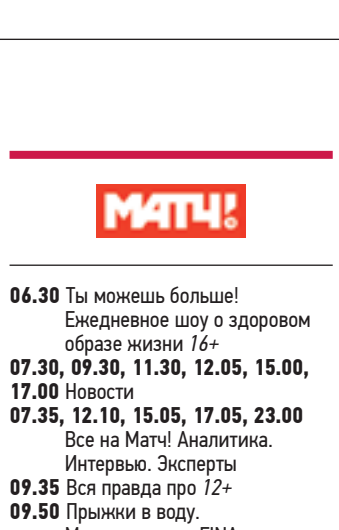 МАТЧ!
06.30 Ты можешь больше!
Ежедневное шоу о здоровом
образе жизни 16+
07.30, 09.30, 11.30, 12.05, 15.00,
17.00 Новости
07.35, 12.10, 15.05, 17.05, 23.00
Все на Матч! Аналитика.
Интервью. Эксперты
09.35 Вся правда про 12+
09.50 Прыжки в воду.